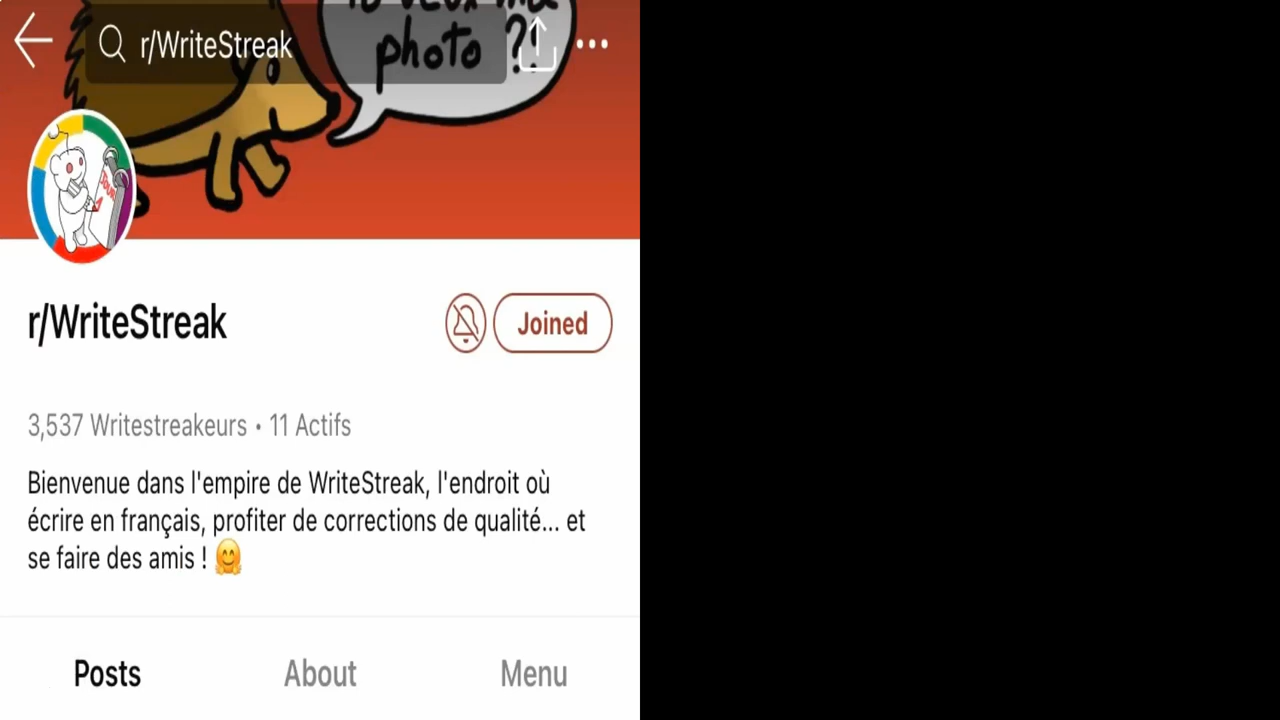 r/WriteStreak
photo ?!
r/WriteStreak
Joined
3,537 Writestreakeurs • 11 Actifs
Bienvenue dans l'empire de WriteStreak, l'endroit où
écrire en français, profiter de corrections de qualité... et
se faire des amis ! 🤗
Posts
About
Menu